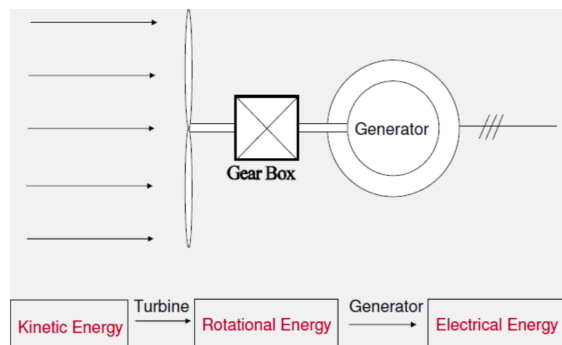 Generator
Gear Box
Turbine
Generator
Kinetic Energy
Rotational Energy
Electrical Energy